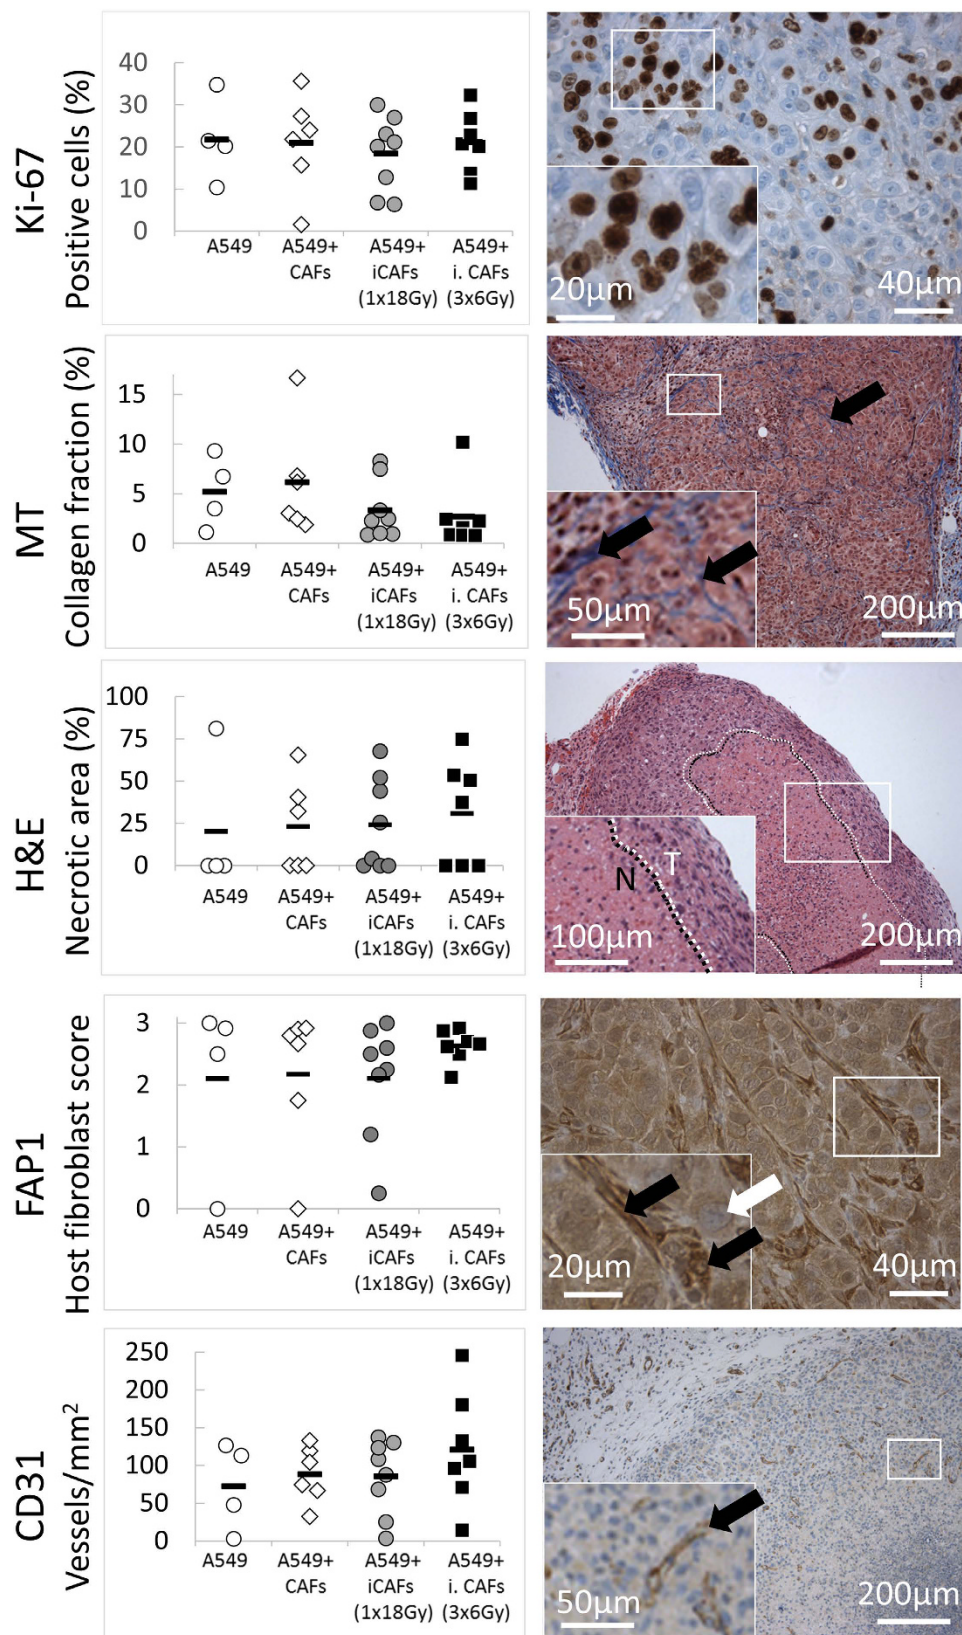 Ki-67
Positive cells (%)
40
30
20
10
0
A549
A549+
CAFs
A549+
iCAFs
(1x18Gy)
A549+
i. CAFs
(3x6Gy)
20µm
40µm
MT
Collagen fraction (%)
15
10
5
0
A549
A549+
CAFs
A549+
iCAFs
(1x18Gy)
A549+
i. CAFs
(3x6Gy)
50µm
200µm
H&E
Necrotic area (%)
100
75
50
25
0
A549
A549+
CAFs
A549+
iCAFs
(1x18Gy)
A549+
i. CAFs
(3x6Gy)
N
T
100µm
200µm
FAP1
Host fibroblast score
3
2
1
0
A549
A549+
CAFs
A549+
iCAFs
(1x18Gy)
A549+
i. CAFs
(3x6Gy)
20µm
40µm
CD31
Vessels/mm²
250
200
150
100
50
0
A549
A549+
CAFs
A549+
iCAFs
(1x18Gy)
A549+
i. CAFs
(3x6Gy)
50µm
200µm